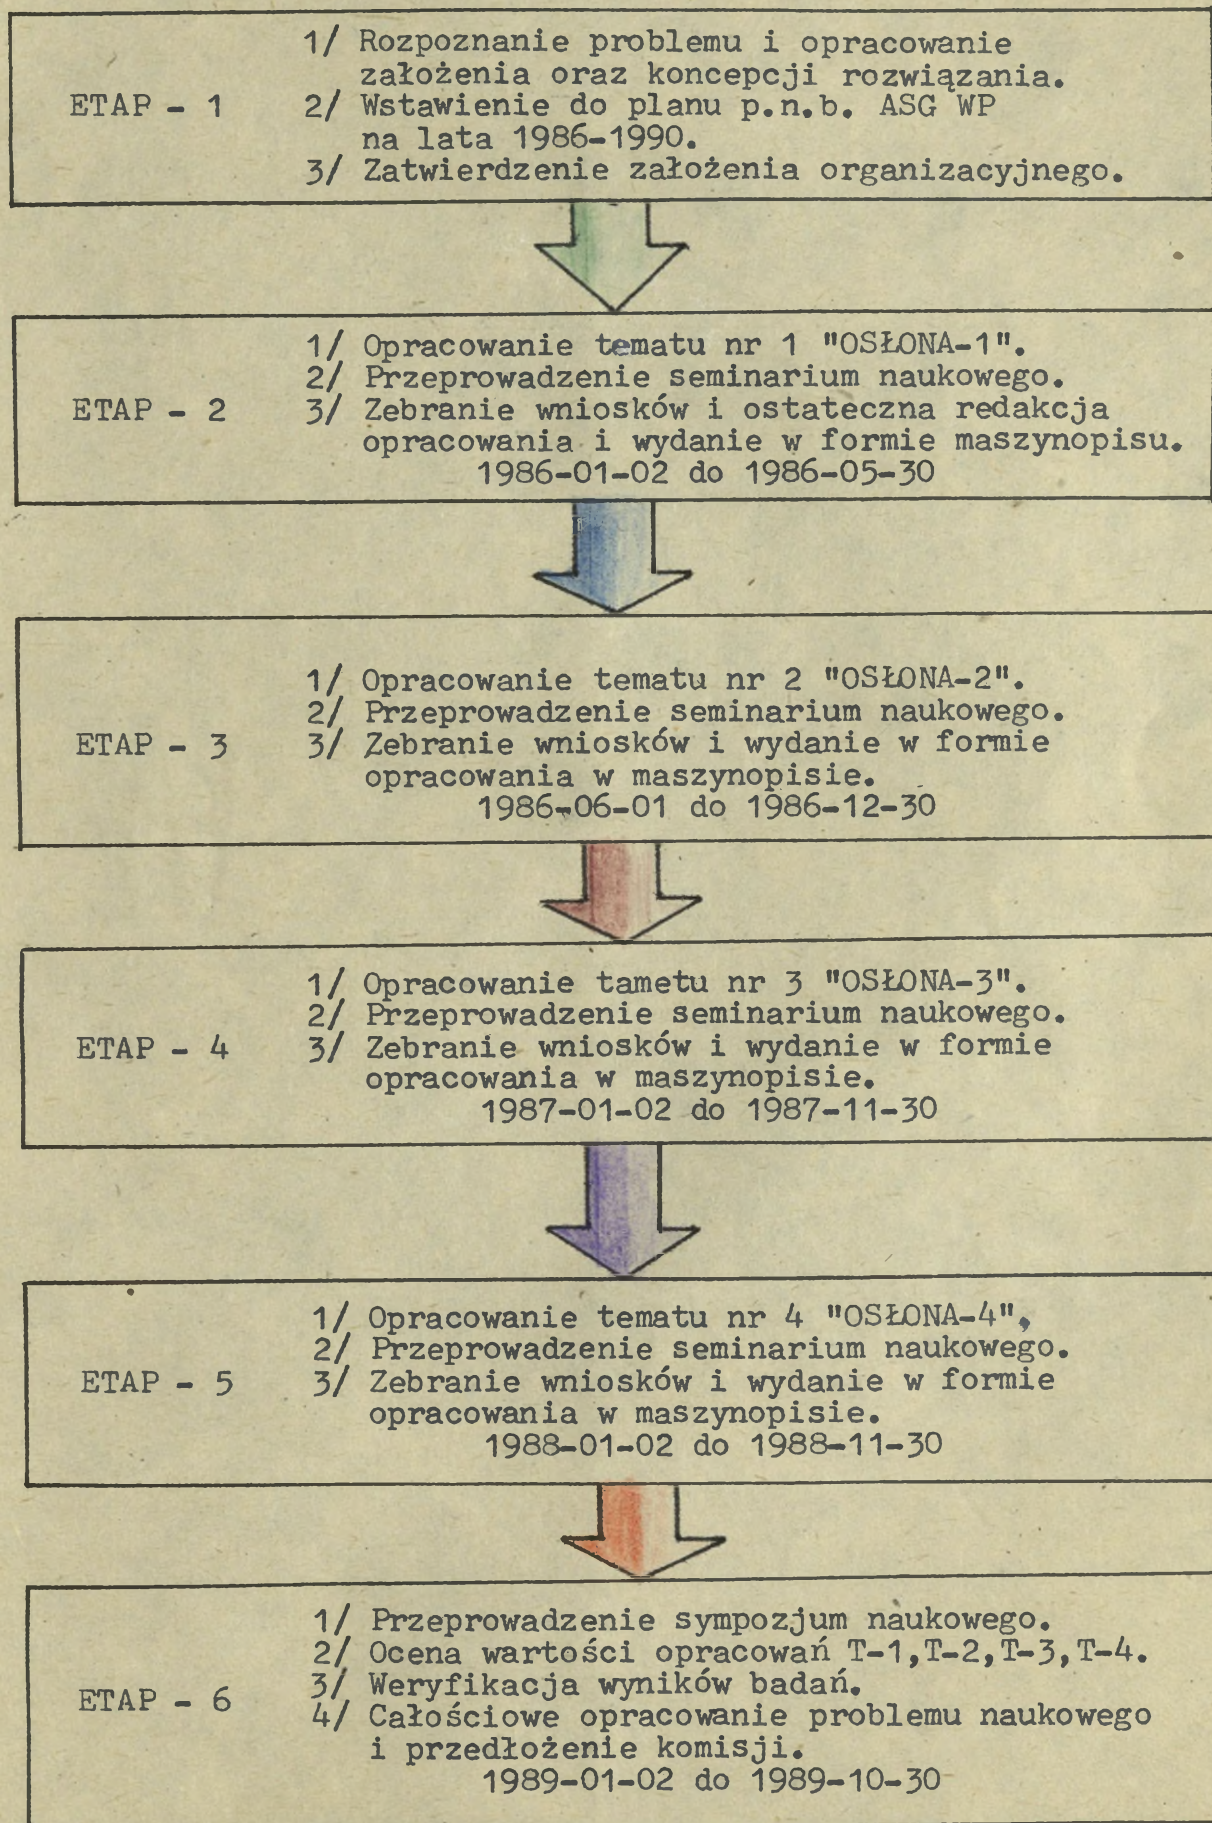 1/ Rozpoznanie problemu i opracowanie
założenia oraz koncepcji rozwiązania.
ETAP - 1 2/ Wstawienie do planu p.n.b. ASG WP
na lata 1986-1990.
3/ Zatwierdzenie założenia organizacyjnego.
1/ Opracowanie tematu nr 1 "OSŁONA-1".
2/ Przeprowadzenie seminarium naukowego.
ETAP - 2 3/ Zebranie wniosków i ostateczna redakcja
opracowania i wydanie w formie maszynopisu.
1986-01-02 do 1986-05-30
1/ Opracowanie tematu nr 2 "OSŁONA-2".
2/ Przeprowadzenie seminarium naukowego.
ETAP - 3 3/ Zebranie wniosków i wydanie w formie
opracowania w maszynopisie.
1986-06-01 do 1986-12-30
1/ Opracowanie tametu nr 3 "OSŁONA-3".
2/ Przeprowadzenie seminarium naukowego.
ETAP - 4 3/ Zebranie wniosków i wydanie w formie
opracowania w maszynopisie.
1987-01-02 do 1987-11-30
1/ Opracowanie tematu nr 4 "OSŁONA-4",
2/ Przeprowadzenie seminarium naukowego.
ETAP - 5 3/ Zebranie wniosków i wydanie w formie
opracowania w maszynopisie.
1988-01-02 do 1988-11-30
1/ Przeprowadzenie sympozjum naukowego.
2/ Ocena wartości opracowań T-1,T-2,T-3,T-4.
3/ Weryfikacja wyników badań.
ETAP - 6 4/ Całościowe opracowanie problemu naukowego
i przedłożenie komisji.
1989-01-02 do 1989-10-30